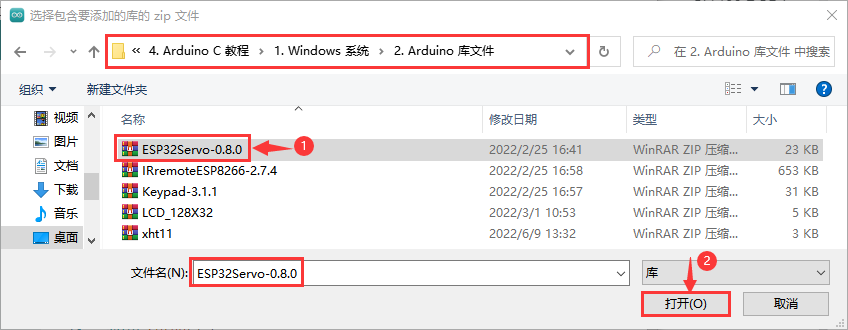 选择包含要添加的库的 zip 文件
« 4. Arduino C 教程 › 1. Windows 系统 › 2. Arduino 库文件
在 2. Arduino 库文件 中搜索
组织 新建文件夹
名称 修改日期 类型 大小
视频
图片
文档
下载
音乐
桌面
ESP32Servo-0.8.0 2022/2/25 16:41 WinRAR ZIP 压缩... 23 KB
1
IRremoteESP8266-2.7.4 2022/2/25 16:58 WinRAR ZIP 压缩... 653 KB
Keypad-3.1.1 2022/2/25 16:57 WinRAR ZIP 压缩... 31 KB
LCD_128X32 2022/3/1 10:53 WinRAR ZIP 压缩... 5 KB
xht11 2022/6/9 13:32 WinRAR ZIP 压缩... 3 KB
文件名(N): ESP32Servo-0.8.0 库
2
打开(O) 取消